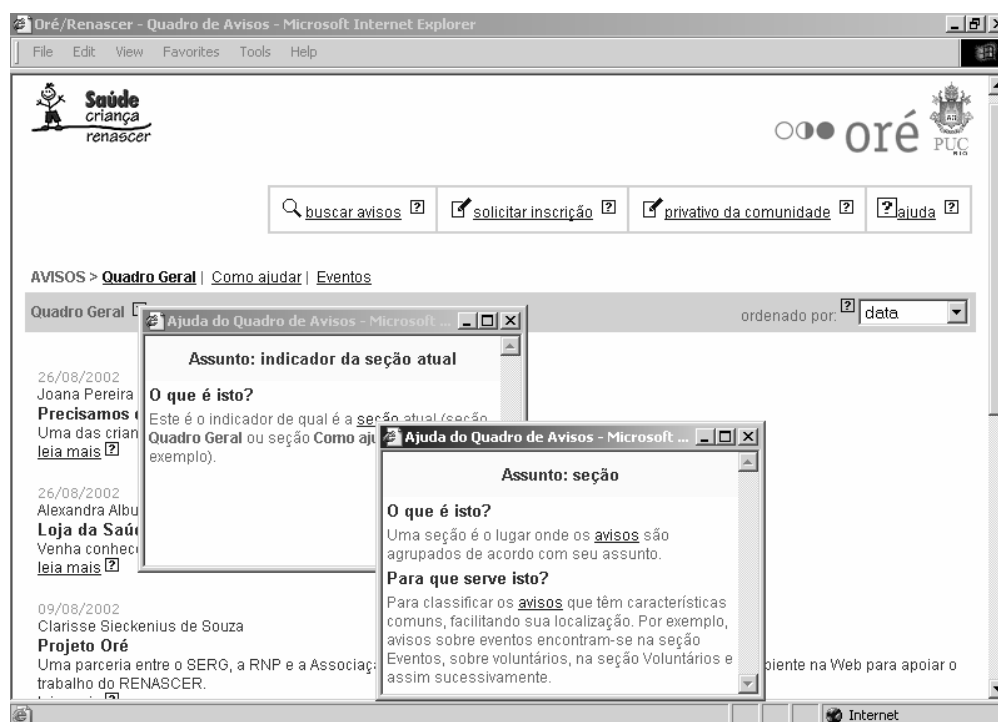 Oré/Renascer - Quadro de Avisos - Microsoft Internet Explorer
File Edit View Favorites Tools Help
Saúde
criança
renascer
oré
PUC
RIO
buscar avisos ? solicitar inscrição ? privativo da comunidade ? ? ajuda ?
AVISOS > Quadro Geral | Como ajudar | Eventos
Quadro Geral
ordenado por: ? data
26/08/2002
Joana Pereira
Precisamos
Uma das
leia mais ?
26/08/2002
Alexandra
Loja da
Venha
leia mais ?
09/08/2002
Clarisse Sieckenius de Souza
Projeto Oré
Uma parceria entre o SERG, a RNP e a
na Web para apoiar o
trabalho do RENASCER.
Ajuda do Quadro de Avisos - Microsoft ...
Assunto: indicador da seção atual
O que é isto?
Este é o indicador de qual é a seção atual (seção
Quadro Geral ou seção Como
exemplo).
Ajuda do Quadro de Avisos - Microsoft ...
Assunto: seção
O que é isto?
Uma seção é o lugar onde os avisos são
agrupados de acordo com seu assunto.
Para que serve isto?
Para classificar os avisos que têm características
comuns, facilitando sua localização. Por exemplo,
avisos sobre eventos encontram-se na seção
Eventos, sobre voluntários, na seção Voluntários e
assim sucessivamente.
Internet